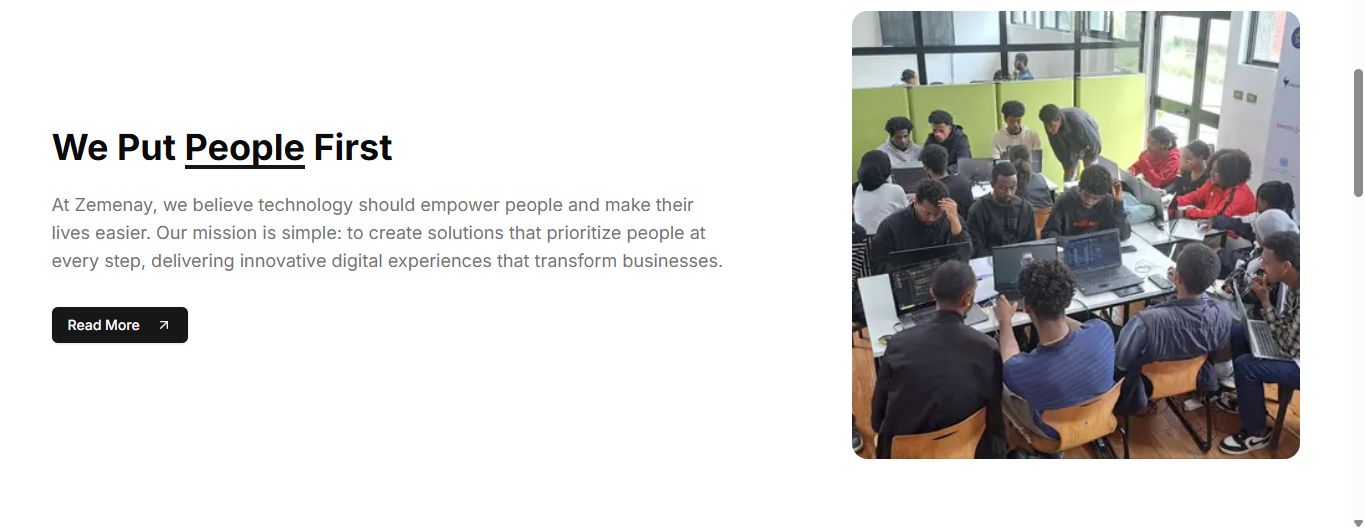 We Put People First
At Zemenay, we believe technology should empower people and make their
lives easier. Our mission is simple: to create solutions that prioritize people at
every step, delivering innovative digital experiences that transform businesses.
Read More